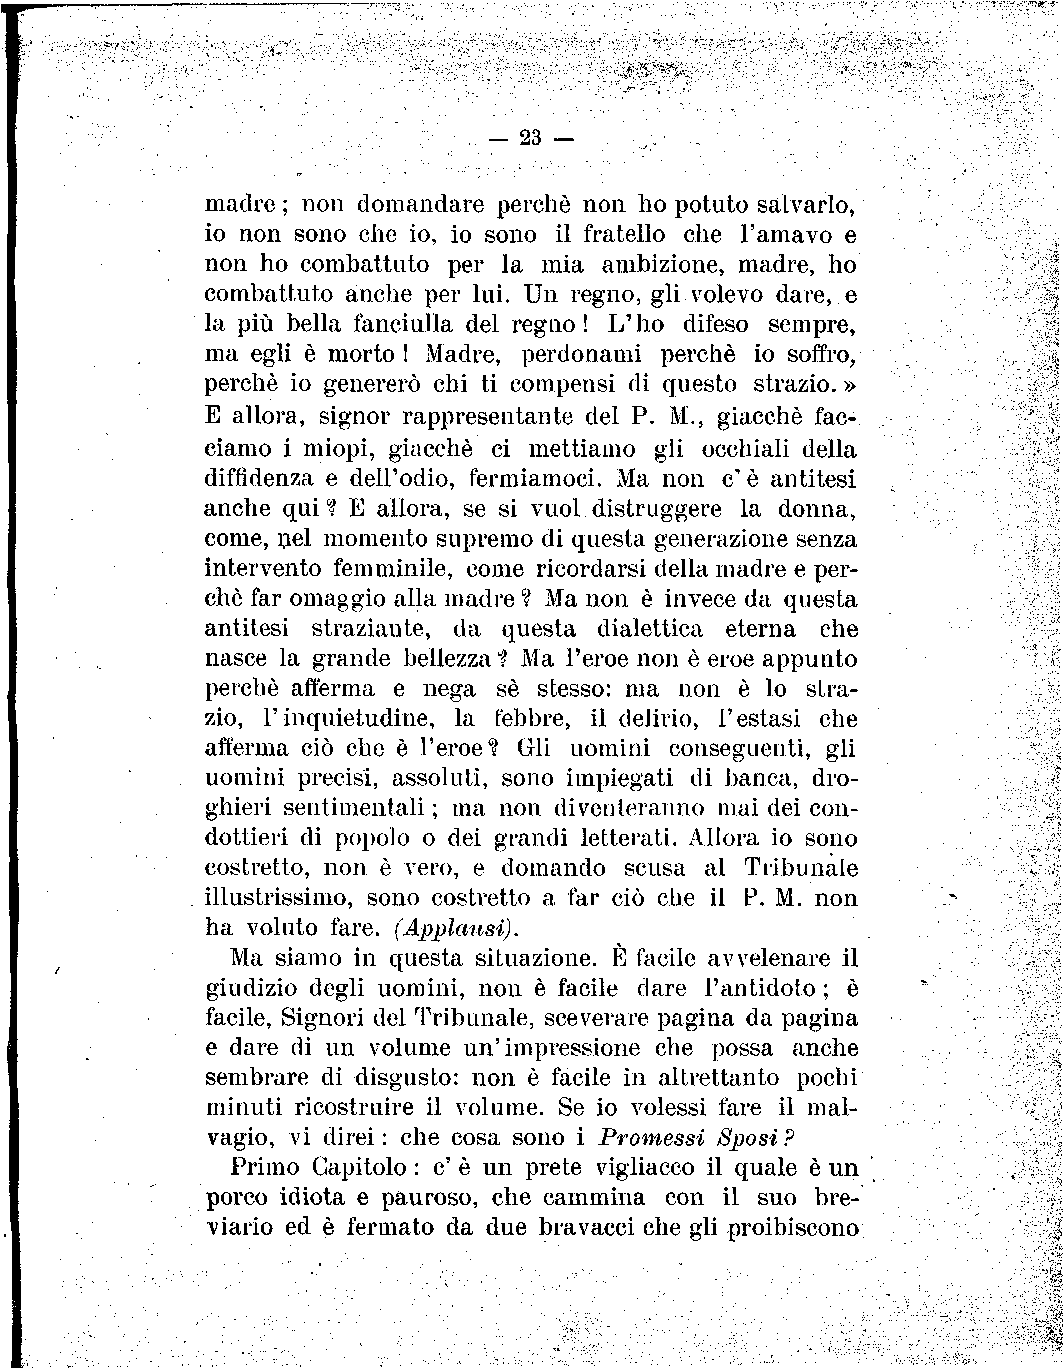 — 23 —
madre ; non domandare perchè non ho potuto salvarlo,
io non sono che io, io sono il fratello che l'amavo e
non ho combattuto per la mia ambizione, madre, ho
combattuto anche per lui. Un regno, gli volevo dare, e
la più bella fanciulla del regno ! L'ho difeso sempre,
ma egli è morto ! Madre, perdonami perchè io soffro,
perchè io genererò chi ti compensi di questo strazio. »
E allora, signor rappresentante del P. M., giacchè fac-
ciamo i miopi, giacchè ci mettiamo gli occhiali della
diffidenza e dell'odio, fermiamoci. Ma non c'è antitesi
anche qui ? E allora, se si vuol distruggere la donna,
come, nel momento supremo di questa generazione senza
intervento femminile, come ricordarsi della madre e per-
chè far omaggio alla madre ? Ma non è invece da questa
antitesi straziante, da questa dialettica eterna che
nasce la grande bellezza ? Ma l'eroe non è eroe appunto
perchè afferma e nega sè stesso: ma non è lo stra-
zio, l'inquietudine, la febbre, il delirio, l'estasi che
afferma ciò che è l'eroe ? Gli uomini conseguenti, gli
uomini precisi, assoluti, sono impiegati di banca, dro-
ghieri sentimentali ; ma non diventeranno mai dei con-
dottieri di popolo o dei grandi letterati. Allora io sono
costretto, non è vero, e domando scusa al Tribunale
illustrissimo, sono costretto a far ciò che il P. M. non
ha voluto fare. (Applausi).
Ma siamo in questa situazione. È facile avvelenare il
giudizio degli uomini, non è facile dare l'antidoto ; è
facile, Signori del Tribunale, sceverare pagina da pagina
e dare di un volume un'impressione che possa anche
sembrare di disgusto: non è facile in altrettanto pochi
minuti ricostruire il volume. Se io volessi fare il mal-
vagio, vi direi : che cosa sono i Promessi Sposi ?
Primo Capitolo : c'è un prete vigliacco il quale è un
porco idiota e pauroso, che cammina con il suo bre-
viario ed è fermato da due bravacci che gli proibiscono